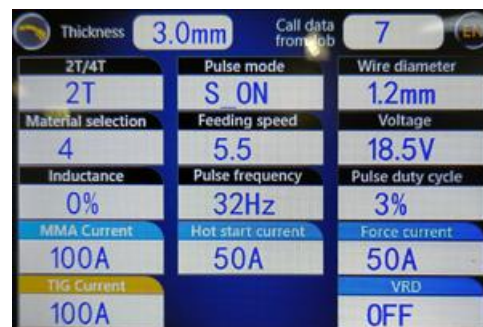 Thickness 3.0mm Call data from Job 7 EN
2T/4T Pulse mode Wire diameter
2T S_ON 1.2mm
Material selection Feeding speed Voltage
4 5.5 18.5V
Inductance Pulse frequency Pulse duty cycle
0% 32Hz 3%
MMA Current Hot start current Force current
100A 50A 50A
TIG Current VRD
100A OFF